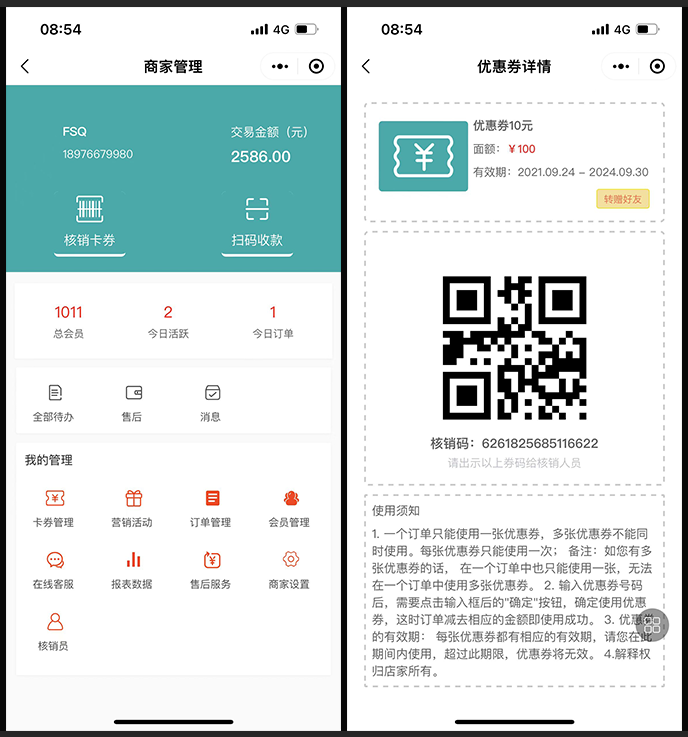 08:54
4G
商家管理
FSQ
交易金额（元）
18976679980
2586.00
核销卡券
扫码收款
1011
2
1
总会员
今日活跃
今日订单
全部待办
售后
消息
我的管理
卡券管理
营销活动
订单管理
会员管理
在线客服
报表数据
售后服务
商家设置
核销员
08:54
4G
优惠券详情
优惠券10元
面额：￥100
有效期：2021.09.24 – 2024.09.30
转赠好友
核销码：6261825685116622
请出示以上券码给核销人员
使用须知
1. 一个订单只能使用一张优惠券，多张优惠券不能同
时使用。每张优惠券只能使用一次； 备注：如您有多
张优惠券的话， 在一个订单中也只能使用一张，无法
在一个订单中使用多张优惠券。 2. 输入优惠券号码
后，需要点击输入框后的"确定"按钮，确定使用优惠
券，这时订单减去相应的金额即使用成功。 3. 优惠券
的有效期： 每张优惠券都有相应的有效期，请您在此
期间内使用，超过此期限，优惠券将无效。 4.解释权
归店家所有。